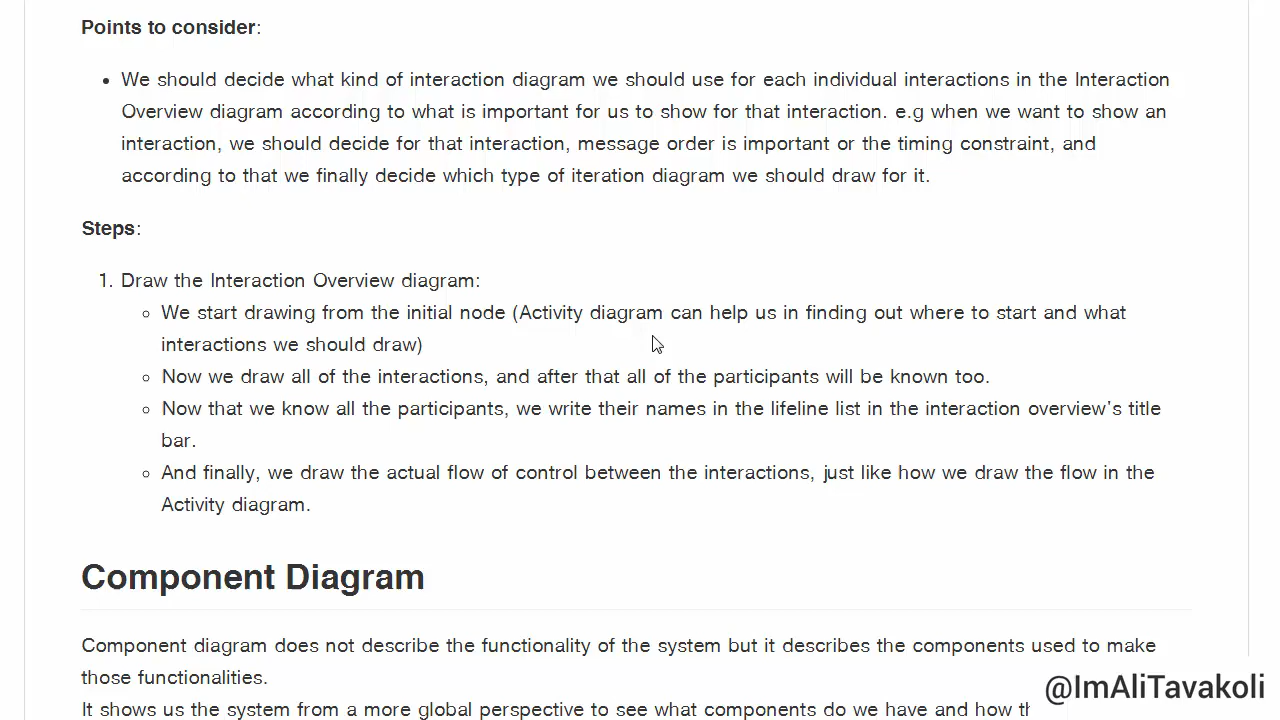 Points to consider:
• We should decide what kind of interaction diagram we should use for each individual interactions in the Interaction
Overview diagram according to what is important for us to show for that interaction. e.g when we want to show an
interaction, we should decide for that interaction, message order is important or the timing constraint, and
according to that we finally decide which type of iteration diagram we should draw for it.
Steps:
1. Draw the Interaction Overview diagram:
◦ We start drawing from the initial node (Activity diagram can help us in finding out where to start and what
interactions we should draw)
◦ Now we draw all of the interactions, and after that all of the participants will be known too.
◦ Now that we know all the participants, we write their names in the lifeline list in the interaction overview's title
bar.
◦ And finally, we draw the actual flow of control between the interactions, just like how we draw the flow in the
Activity diagram.
Component Diagram
Component diagram does not describe the functionality of the system but it describes the components used to make
those functionalities.
@ImAliTavakoli
It shows us the system from a more global perspective to see what components do we have and how